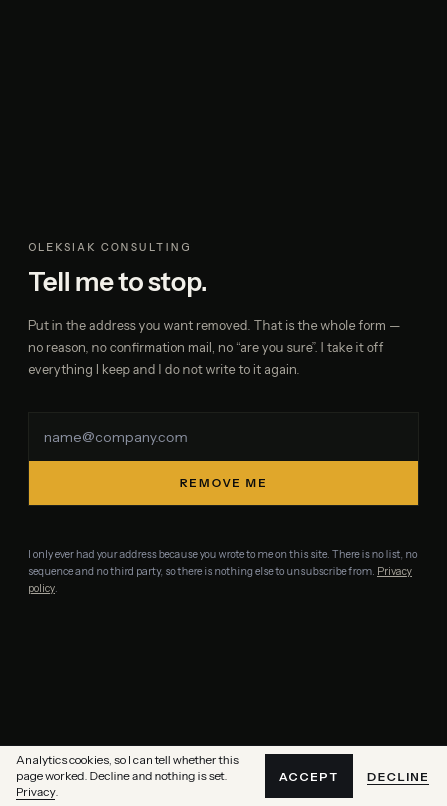 OLEKSIAK CONSULTING
Tell me to stop.
Put in the address you want removed. That is the whole form —
no reason, no confirmation mail, no “are you sure”. I take it off
everything I keep and I do not write to it again.
name@company.com
REMOVE ME
I only ever had your address because you wrote to me on this site. There is no list, no
sequence and no third party, so there is nothing else to unsubscribe from. Privacy
policy.
Analytics cookies, so I can tell whether this
page worked. Decline and nothing is set.
Privacy.
ACCEPT
DECLINE